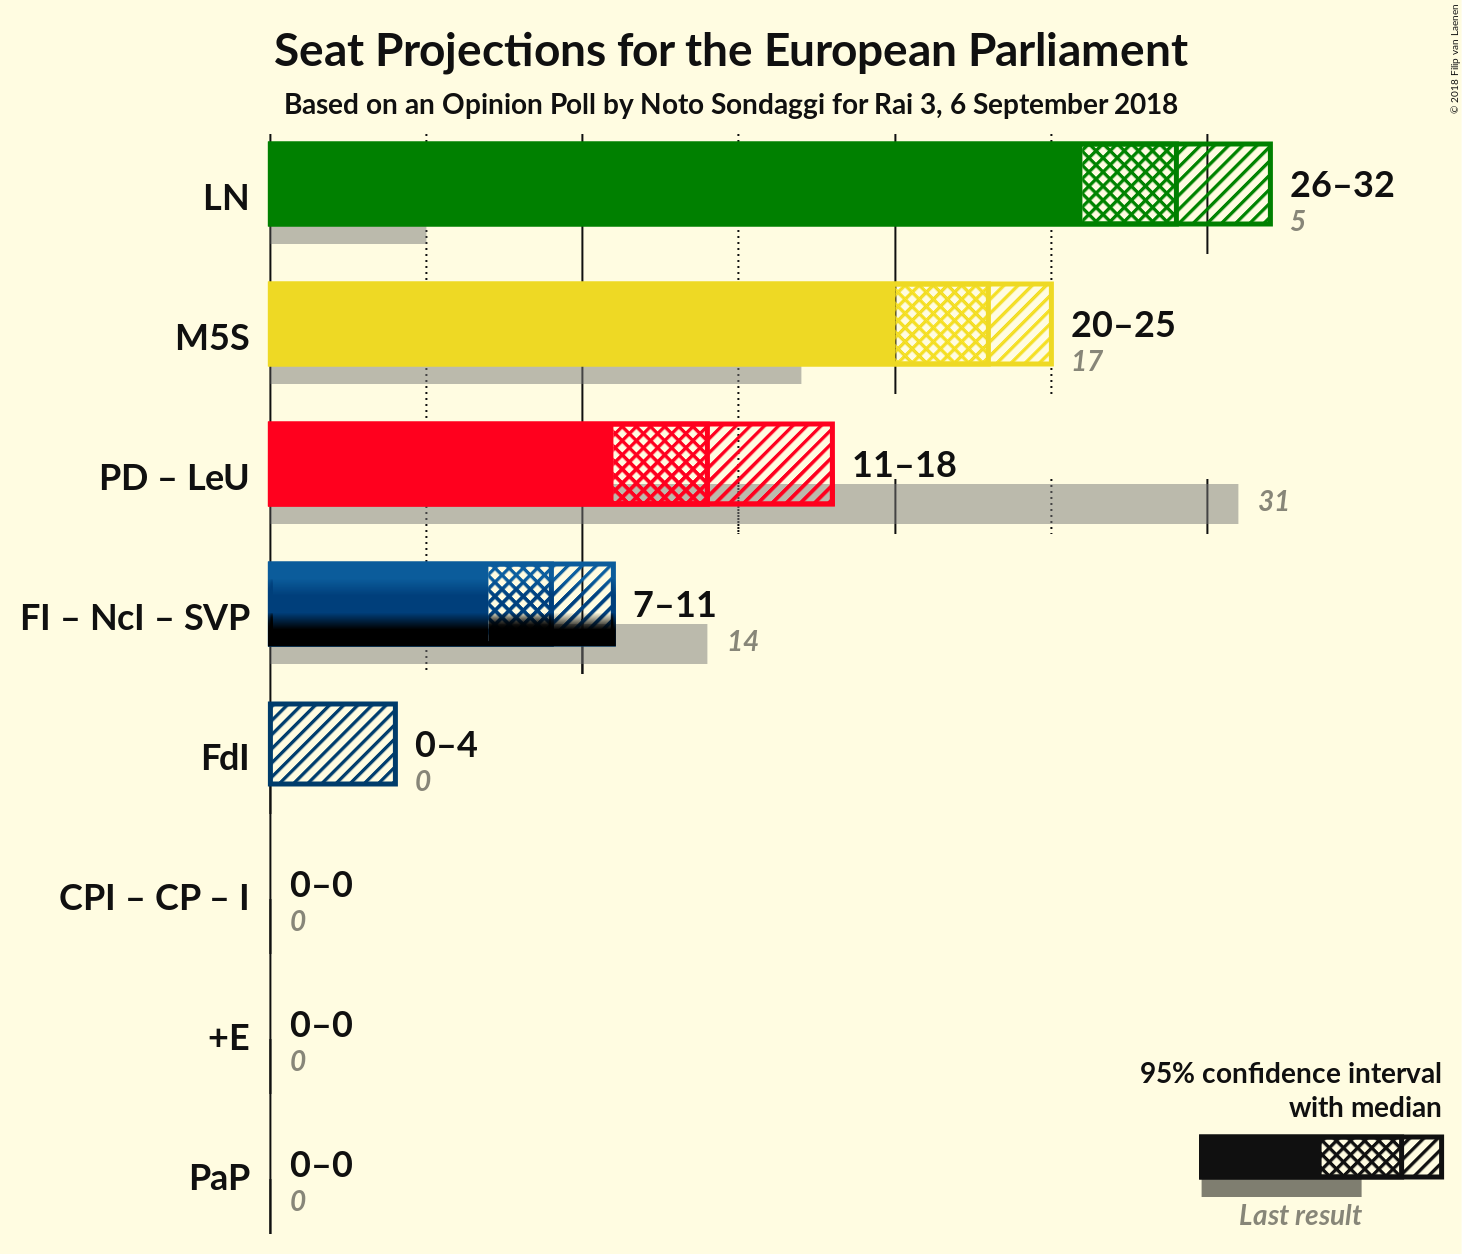 Seat Projections for the European Parliament
Based on an Opinion Poll by Noto Sondaggi for Rai 3, 6 September 2018
© 2018 Filip van Laenen
LN
26–32
5
M5S
20–25
17
PD – LeU
11–18
31
FI – NcI – SVP
7–11
14
FdI
0–4
0
CPI – CP – I
0–0
0
+E
0–0
0
PaP
0–0
0
95% confidence interval
with median
Last result